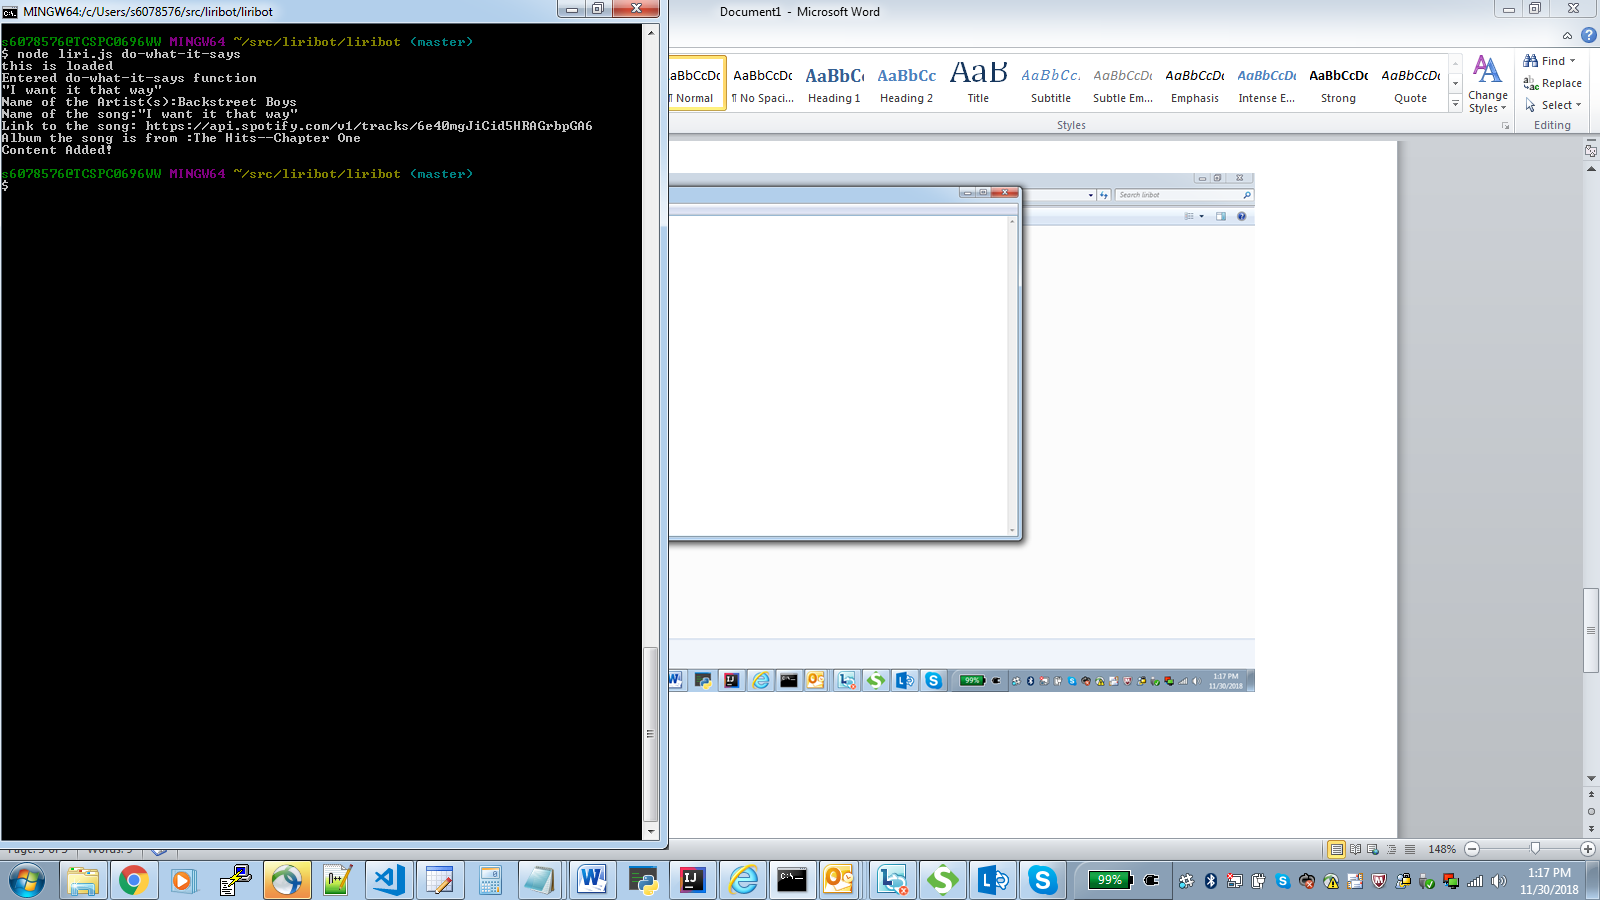 MINGW64:/c/Users/s6078576/src/liribot/liribot
s6078576@TCSPC0696WW MINGW64 ~/src/liribot/liribot (master)
$ node liri.js do-what-it-says
this is loaded
Entered do-what-it-says function
"I want it that way"
Name of the Artist(s):Backstreet Boys
Name of the song:"I want it that way"
Link to the song: https://api.spotify.com/v1/tracks/6e40mgJiCid5HRAGrbpGA6
Album the song is from :The Hits--Chapter One
Content Added!
s6078576@TCSPC0696WW MINGW64 ~/src/liribot/liribot (master)
$
Document1 - Microsoft Word
AaBbCcDc AaBbCcDc AaBbCc AaBbCc AaB AaBbCc. AaBbCcDc AaBbCcDc AaBbCcDc AaBbCcDc AaBbCcDc
¶ Normal ¶ No Spaci... Heading 1 Heading 2 Title Subtitle Subtle Em... Emphasis Intense E... Strong Quote
Change
Styles
Styles
Find
Replace
Select
Editing
Search liribot
99%
1:17 PM
11/30/2018
148%
99%
1:17 PM
11/30/2018